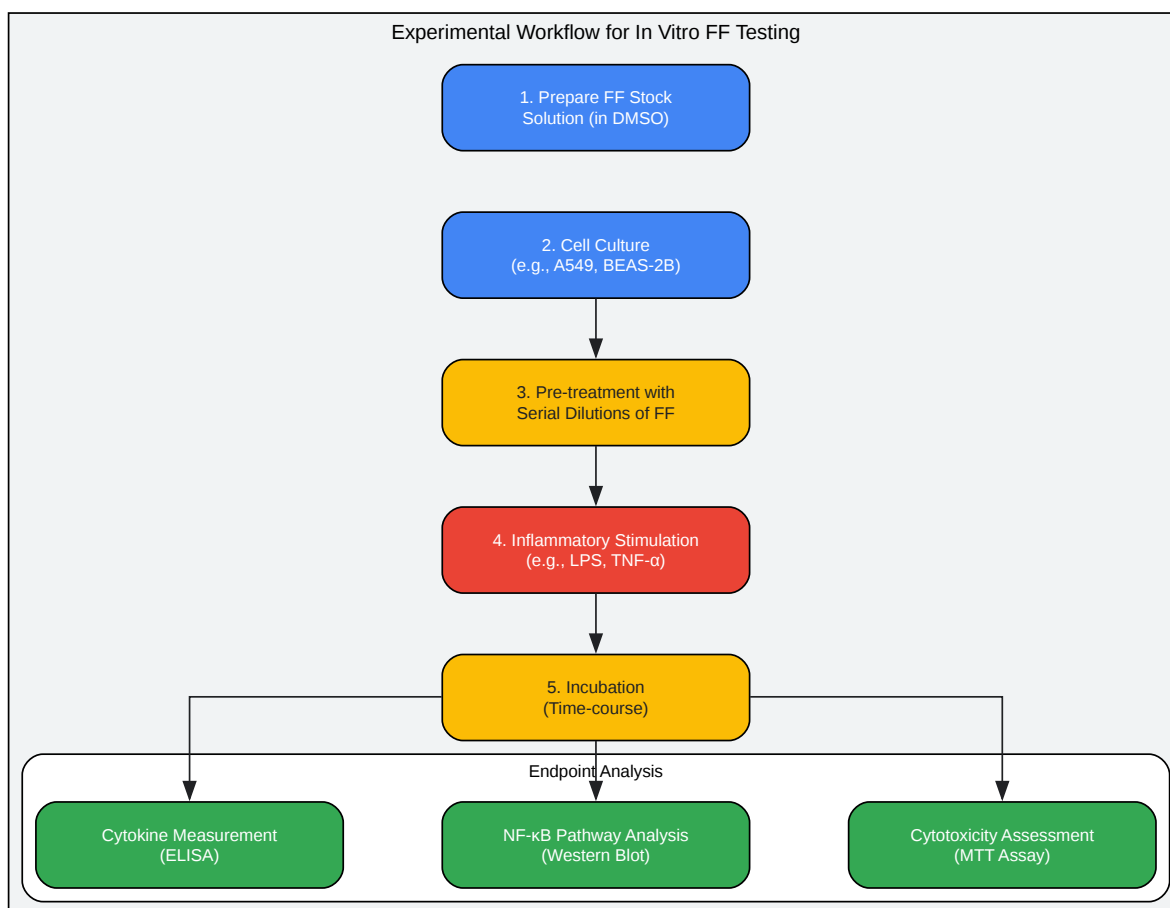 Experimental Workflow for In Vitro FF Testing
1. Prepare FF Stock
Solution (in DMSO)
2. Cell Culture
(e.g., A549, BEAS-2B)
3. Pre-treatment with
Serial Dilutions of FF
4. Inflammatory Stimulation
(e.g., LPS, TNF-α)
5. Incubation
(Time-course)
Endpoint Analysis
Cytokine Measurement
(ELISA)
NF-κB Pathway Analysis
(Western Blot)
Cytotoxicity Assessment
(MTT Assay)